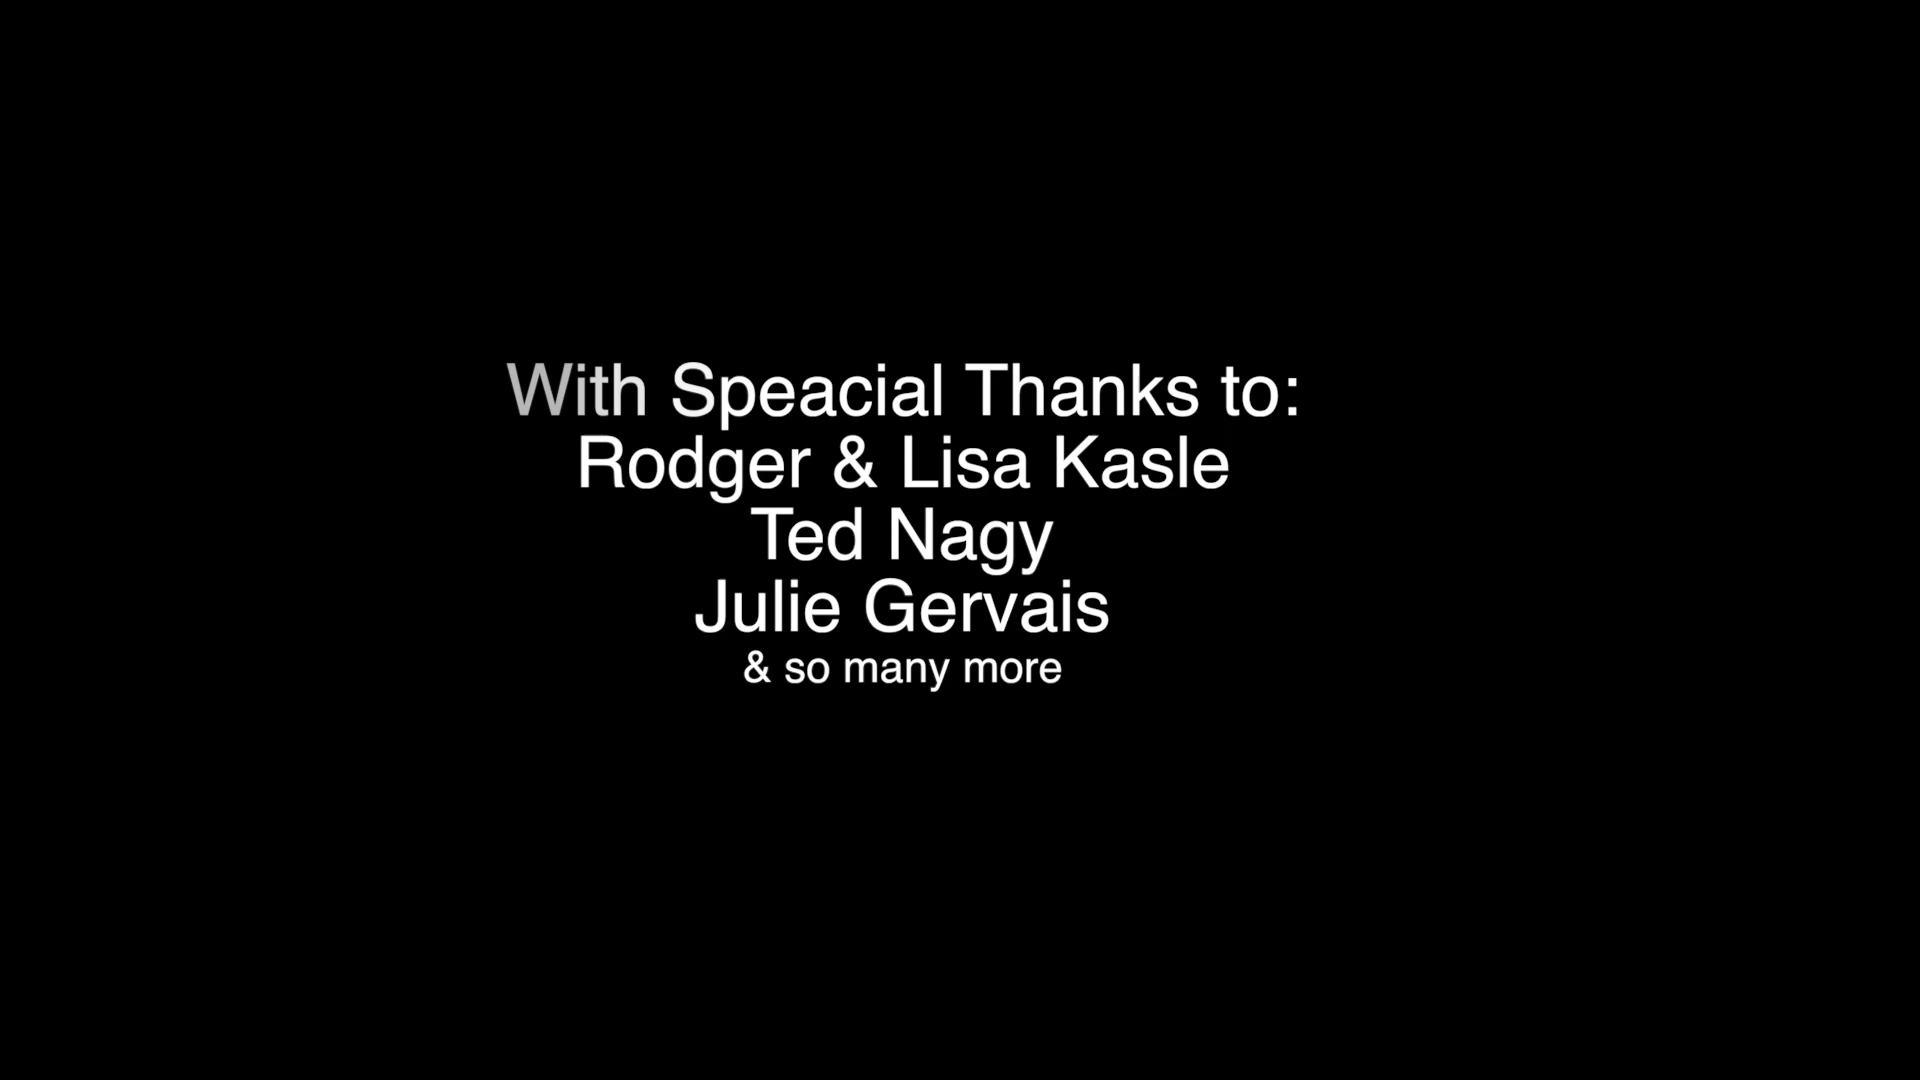 With Speacial Thanks to:
Rodger & Lisa Kasle
Ted Nagy
Julie Gervais
& so many more